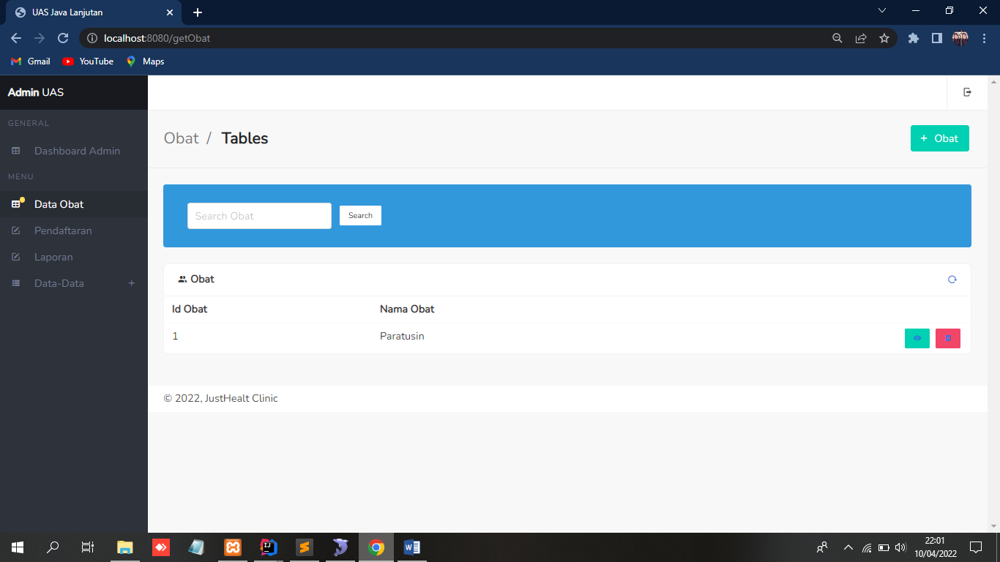 UAS Java Lanjutan
localhost:8080/getObat
Gmail YouTube Maps
Admin UAS
GENERAL
Dashboard Admin
MENU
Data Obat
Pendaftaran
Laporan
Data-Data +
Obat / Tables
+ Obat
Search Obat Search
Obat
Id Obat Nama Obat
1 Paratusin
© 2022, JustHealt Clinic
22:01
10/04/2022